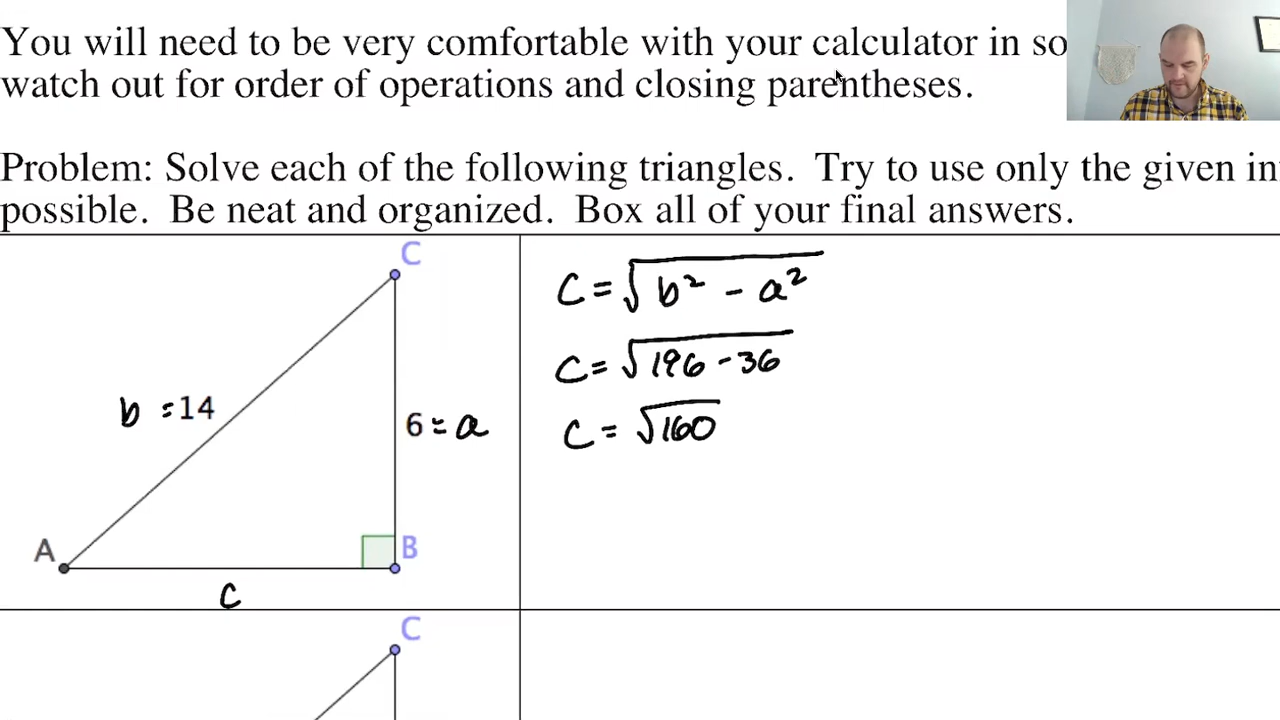 You will need to be very comfortable with your calculator in so
watch out for order of operations and closing parentheses.
Problem: Solve each of the following triangles. Try to use only the given in
possible. Be neat and organized. Box all of your final answers.
C
b = 14
6 = a
A
B
c
c = √b² - a²
c = √196 - 36
c = √160
C